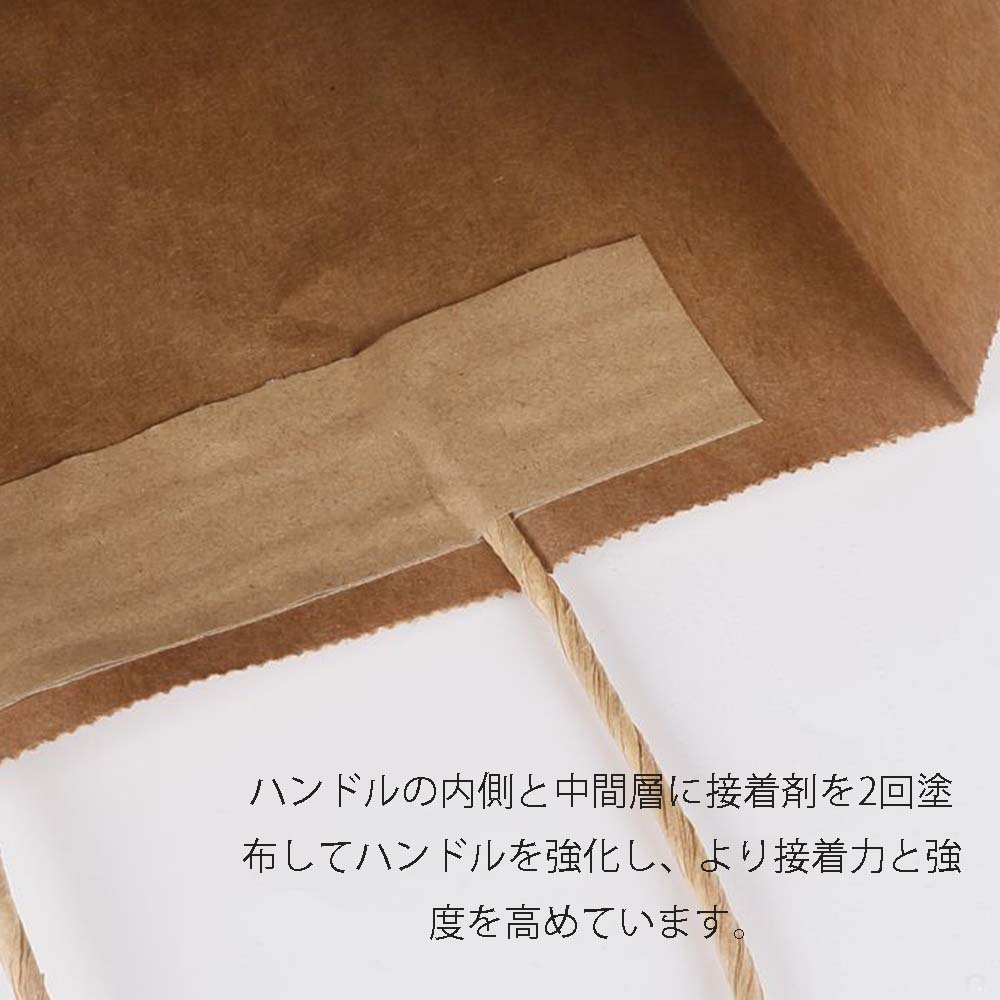 ハンドルの内側と中間層に接着剤を2回塗
布してハンドルを強化し、より接着力と強
度を高めています。